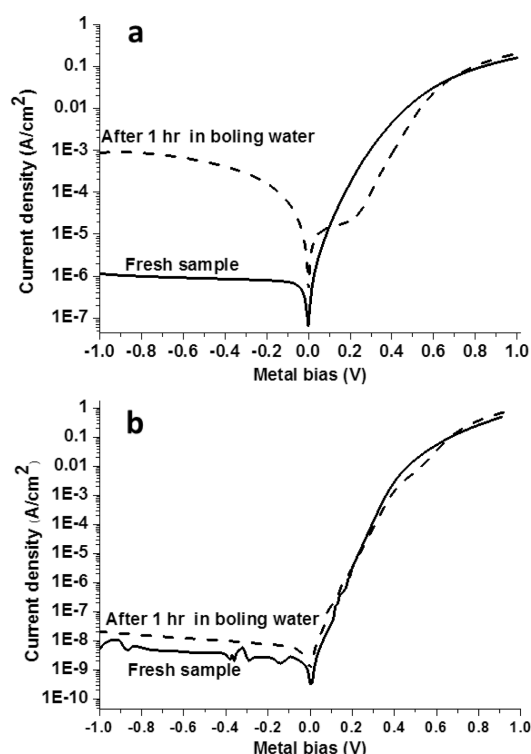 a
1
0.1
0.01
1E-3
1E-4
1E-5
1E-6
1E-7
Current density (A/cm²)
After 1 hr in boling water
Fresh sample
-1.0 -0.8 -0.6 -0.4 -0.2 0.0 0.2 0.4 0.6 0.8 1.0
Metal bias (V)
b
1
0.1
0.01
1E-3
1E-4
1E-5
1E-6
1E-7
1E-8
1E-9
1E-10
Current density (A/cm²)
After 1 hr in boling water
Fresh sample
-1.0 -0.8 -0.6 -0.4 -0.2 0.0 0.2 0.4 0.6 0.8 1.0
Metal bias (V)